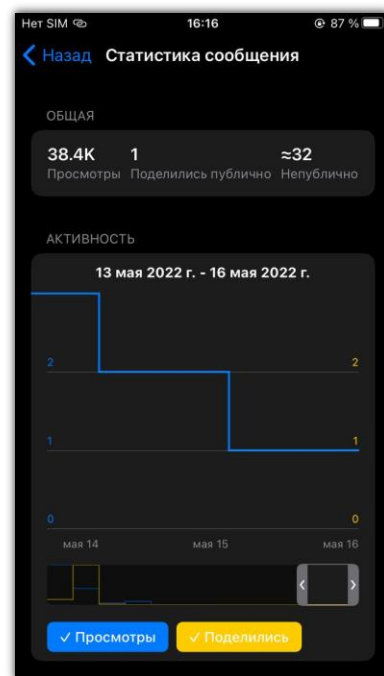 Нет SIM 16:16 87 %
Назад Статистика сообщения
ОБЩАЯ
38.4K 1 ≈32
Просмотры Поделились публично Непублично
АКТИВНОСТЬ
13 мая 2022 г. - 16 мая 2022 г.
2 2
1 1
0 0
мая 14 мая 15 мая 16
✓ Просмотры ✓ Поделились